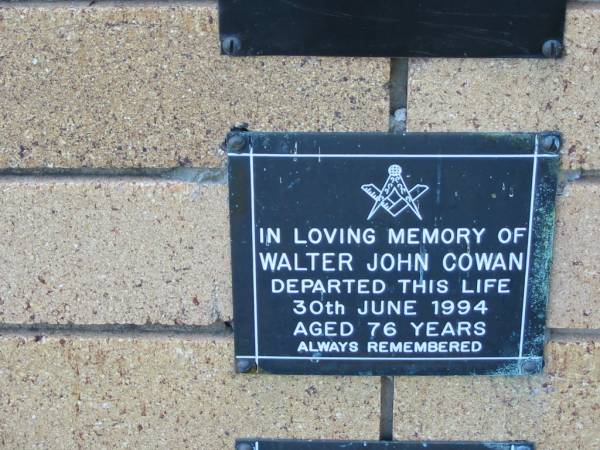 IN LOVING MEMORY OF
WALTER JOHN COWAN
DEPARTED THIS LIFE
30th JUNE 1994
AGED 76 YEARS
ALWAYS REMEMBERED